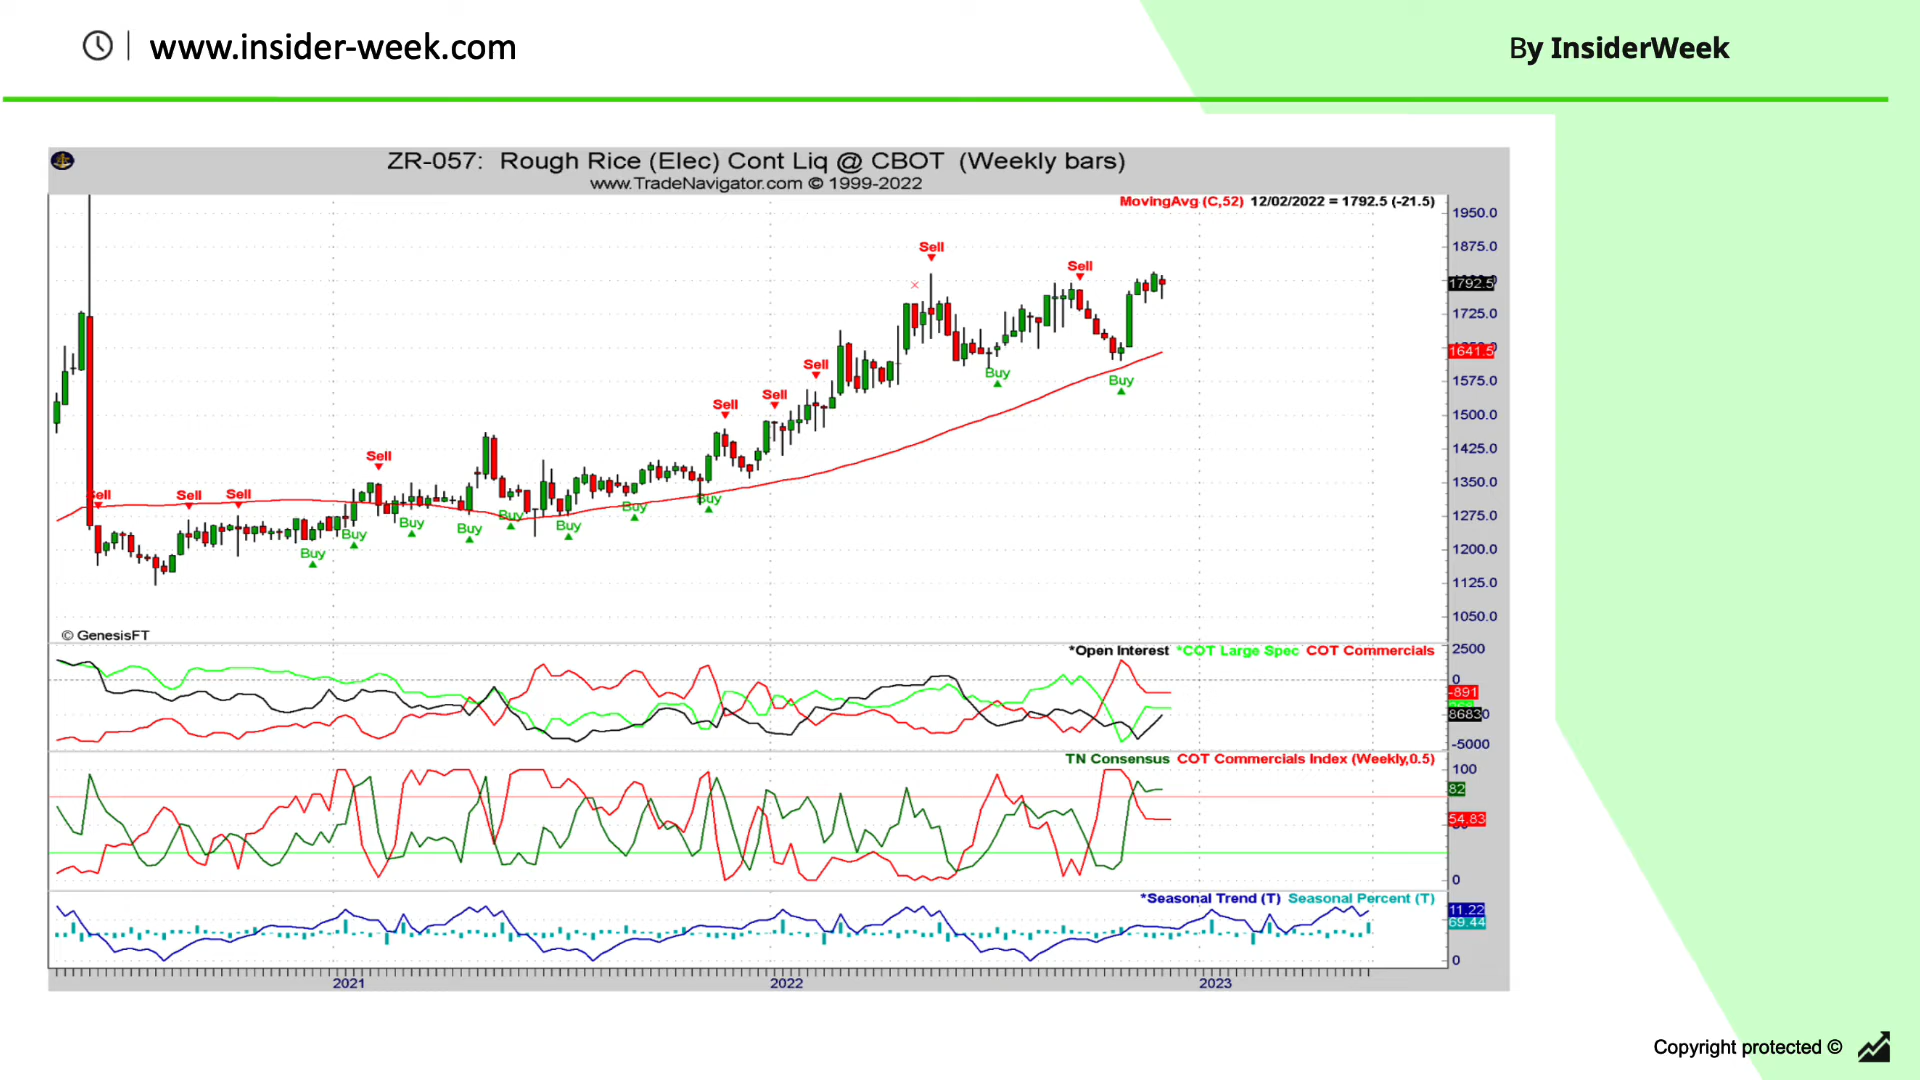 www.insider-week.com
By InsiderWeek
ZR-057: Rough Rice (Elec) Cont Liq @ CBOT (Weekly bars)
www.TradeNavigator.com © 1999-2022
MovingAvg (C,52) 12/02/2022 = 1792.5 (-21.5)
1950.0
Sell
1875.0
Sell
1792.5
1725.0
1641.5
Sell
Buy
Buy
1575.0
Sell
Sell
1500.0
Sell
1425.0
Sell
Sell
Sell
1350.0
Buy
Buy
Buy
1275.0
Buy
Buy
Buy
Buy
1200.0
Buy
1125.0
1050.0
© GenesisFT
*Open Interest *COT Large Spec COT Commercials
2500
0
-891
8683
-5000
TN Consensus COT Commercials Index (Weekly,0.5)
100
82
54.83
0
*Seasonal Trend (T) Seasonal Percent (T)
11.22
69.44
0
2021 2022 2023
Copyright protected ©